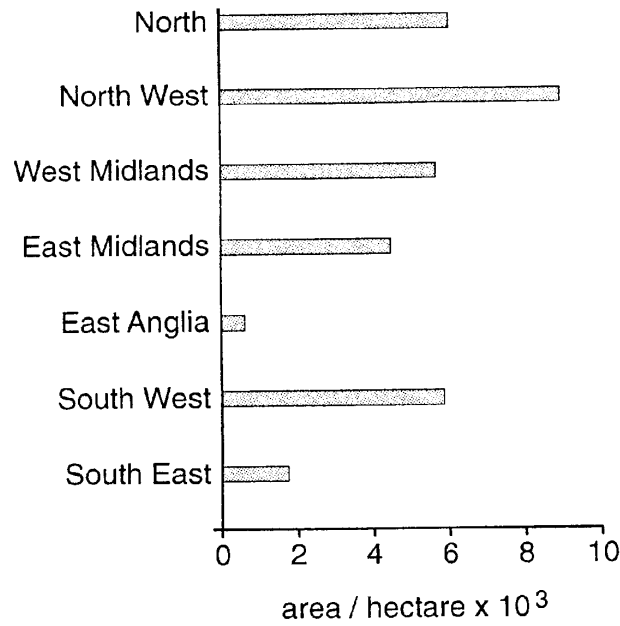 North
North West
West Midlands
East Midlands
East Anglia
South West
South East
0 2 4 6 8 10
area / hectare x 10³